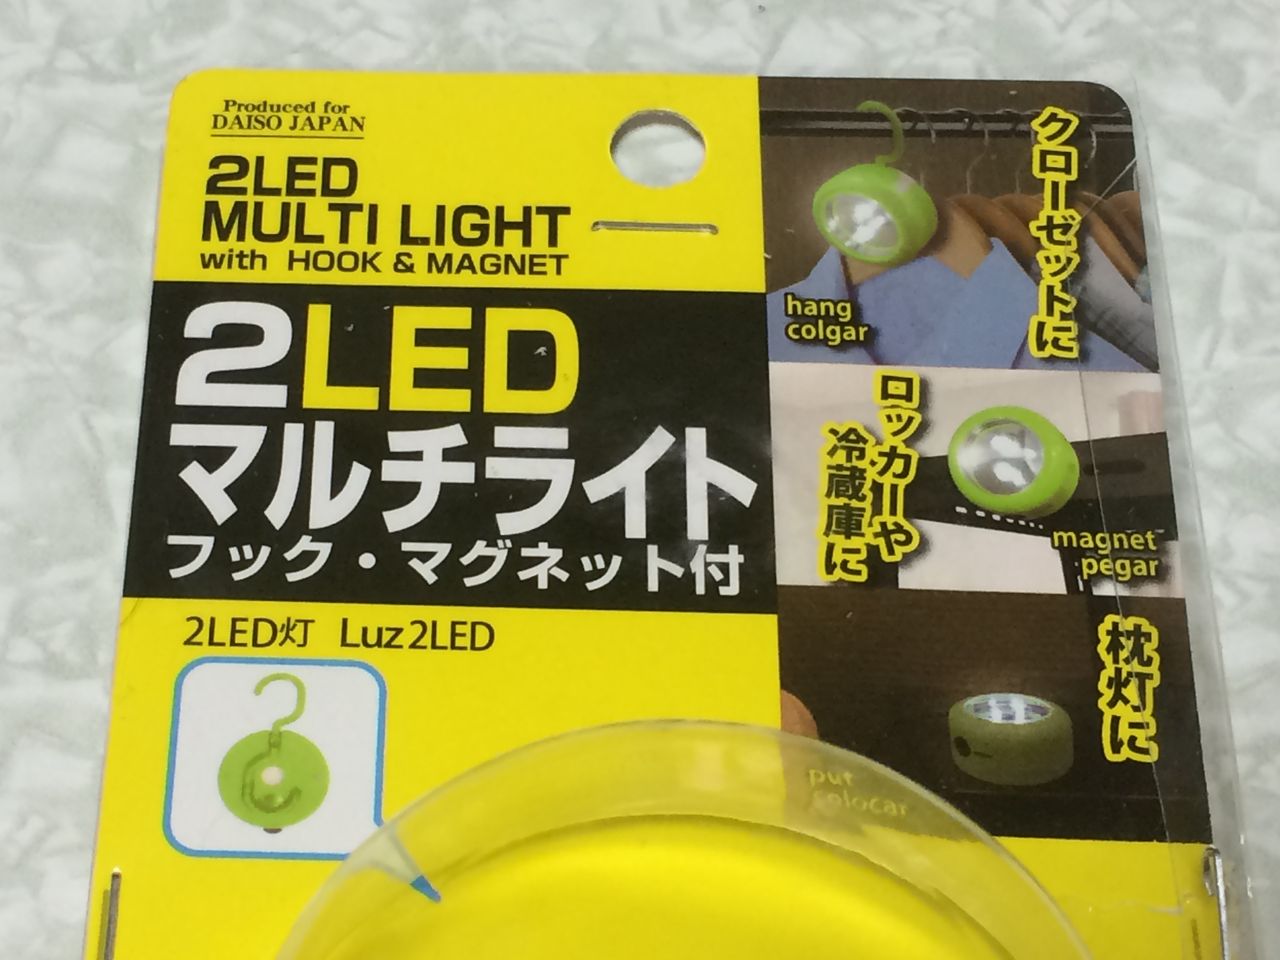 Produced for
DAISO JAPAN
2LED
MULTI LIGHT
with HOOK & MAGNET
2LED
マルチライト
フック・マグネット付
2LED灯 Luz2LED
クローゼットに
hang
colgar
ロッカーや
冷蔵庫に
magnet
pegar
枕灯に
put
colocar